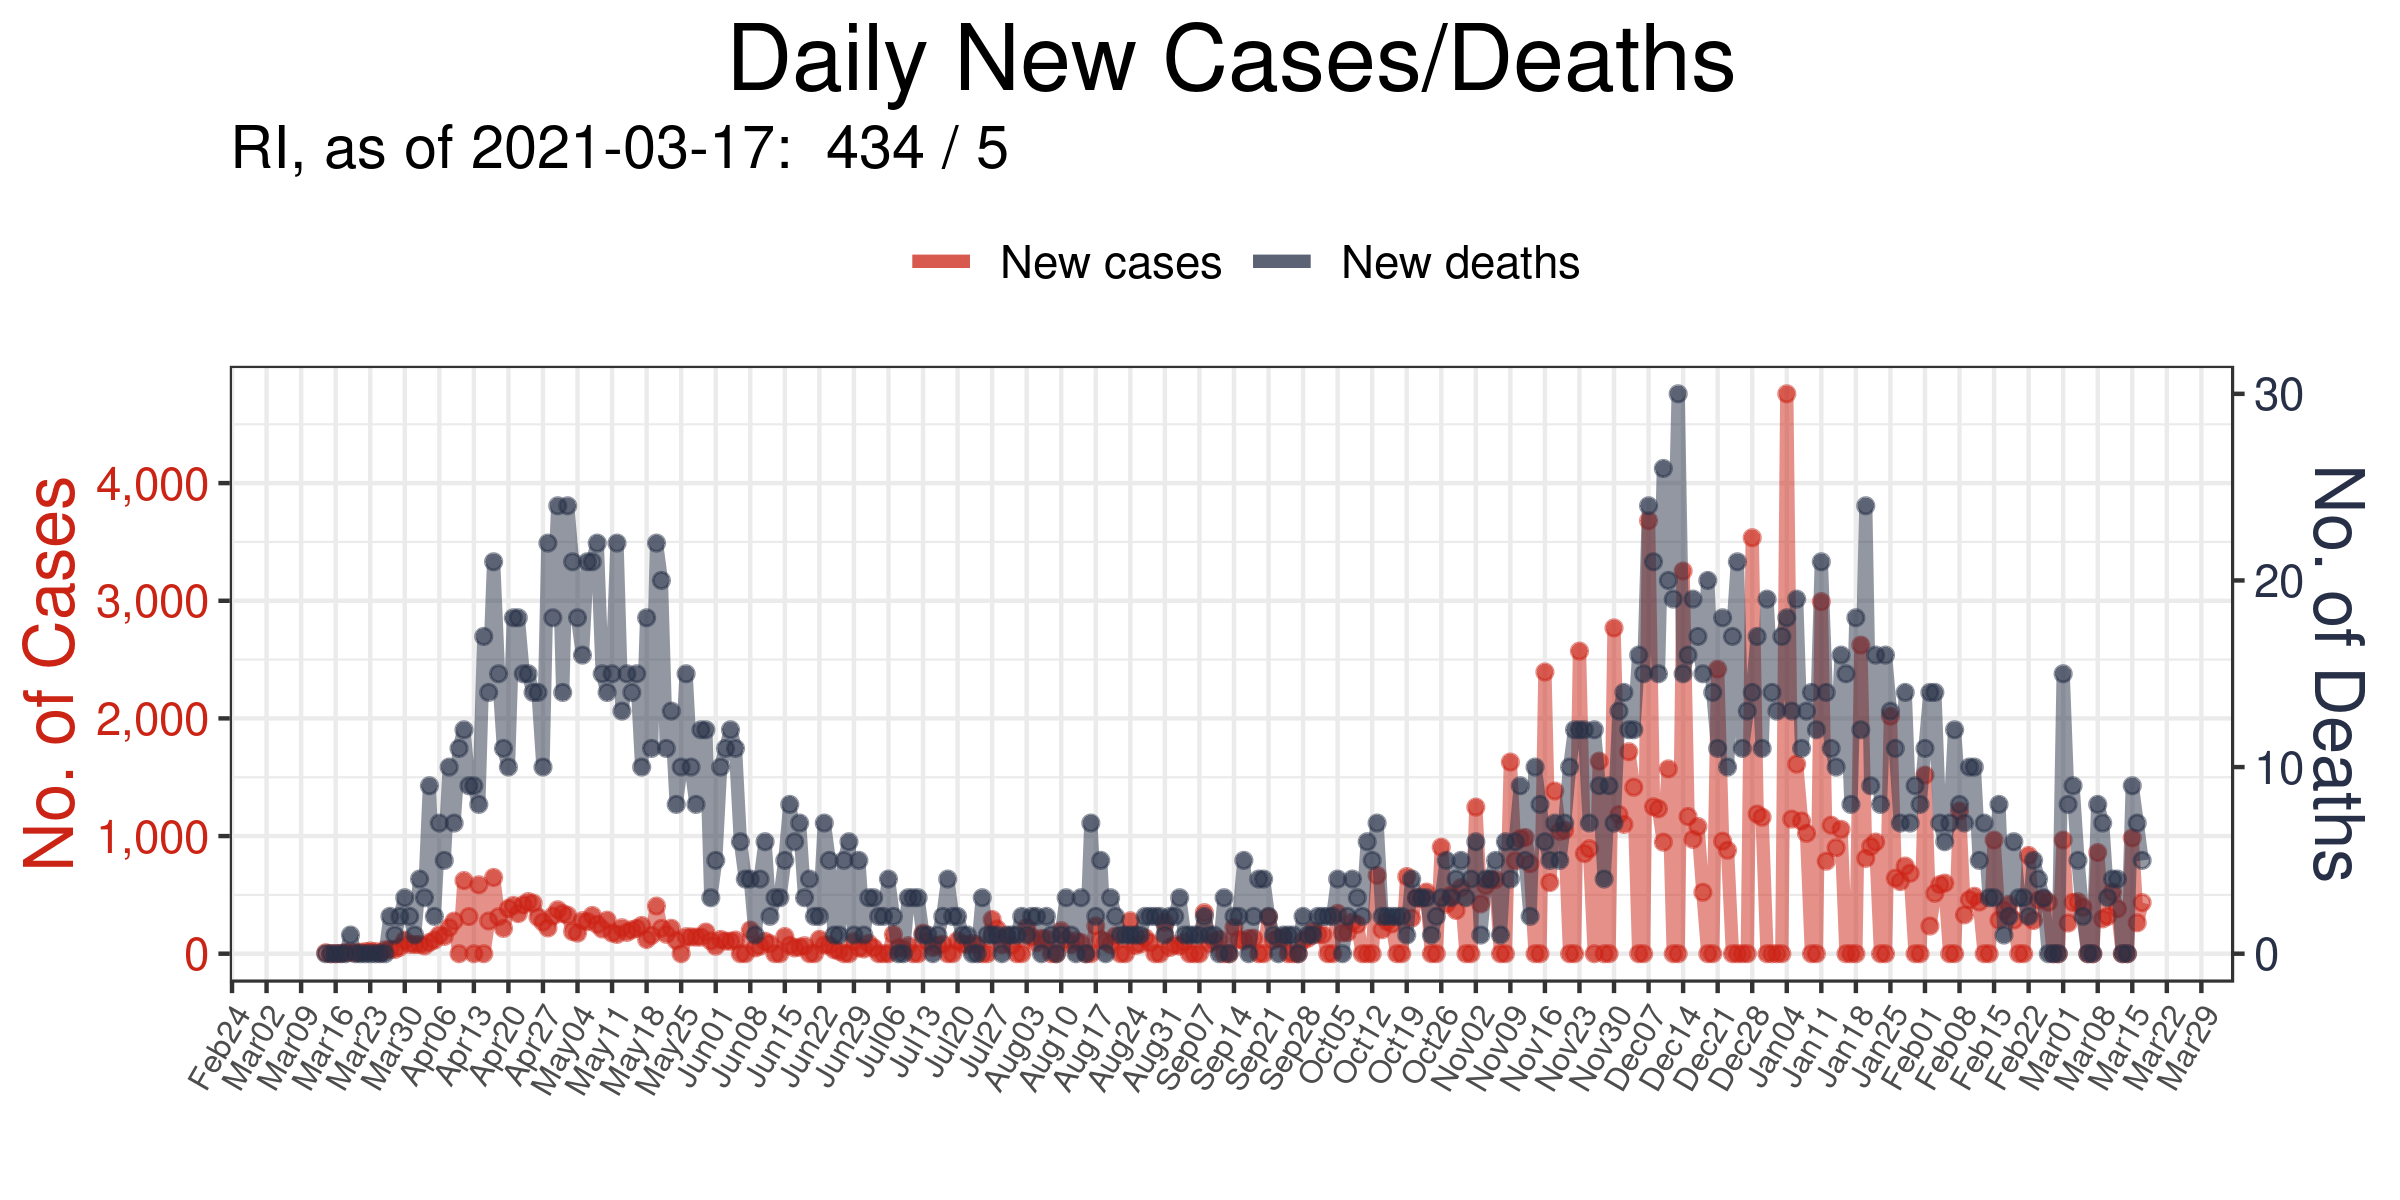 Daily New Cases/Deaths
RI, as of 2021-03-17:  434 / 5
New cases
New deaths
No. of Cases
4,000
3,000
2,000
1,000
0
30
20
10
0
No. of Deaths
Feb24
Mar02
Mar09
Mar16
Mar23
Mar30
Apr06
Apr13
Apr20
Apr27
May04
May11
May18
May25
Jun01
Jun08
Jun15
Jun22
Jun29
Jul06
Jul13
Jul20
Jul27
Aug03
Aug10
Aug17
Aug24
Aug31
Sep07
Sep14
Sep21
Sep28
Oct05
Oct12
Oct19
Oct26
Nov02
Nov09
Nov16
Nov23
Nov30
Dec07
Dec14
Dec21
Dec28
Jan04
Jan11
Jan18
Jan25
Feb01
Feb08
Feb15
Feb22
Mar01
Mar08
Mar15
Mar22
Mar29